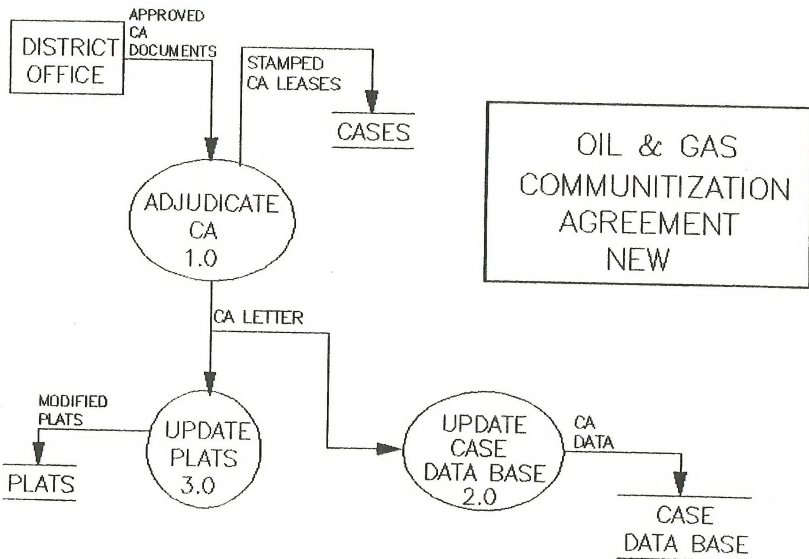 APPROVED
CA
DOCUMENTS
DISTRICT
OFFICE
STAMPED
CA LEASES
CASES
OIL & GAS
COMMUNITIZATION
AGREEMENT
NEW
ADJUDICATE
CA
1.0
CA LETTER
MODIFIED
PLATS
UPDATE
PLATS
3.0
PLATS
UPDATE
CASE
DATA BASE
2.0
CA
DATA
CASE
DATA BASE